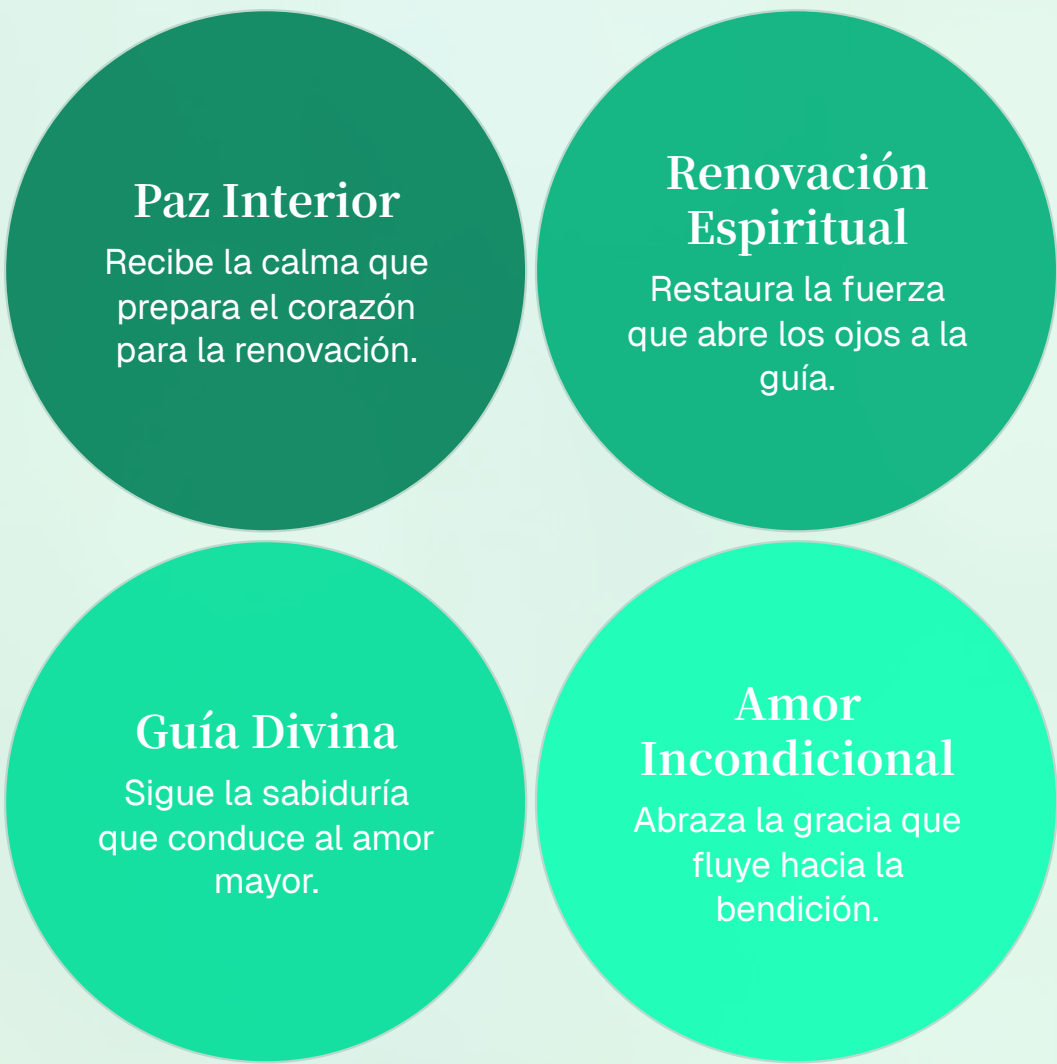 Paz Interior
Recibe la calma que
prepara el corazón
para la renovación.
Renovación
Espiritual
Restaura la fuerza
que abre los ojos a la
guía.
Guía Divina
Sigue la sabiduría
que conduce al amor
mayor.
Amor
Incondicional
Abraza la gracia que
fluye hacia la
bendición.